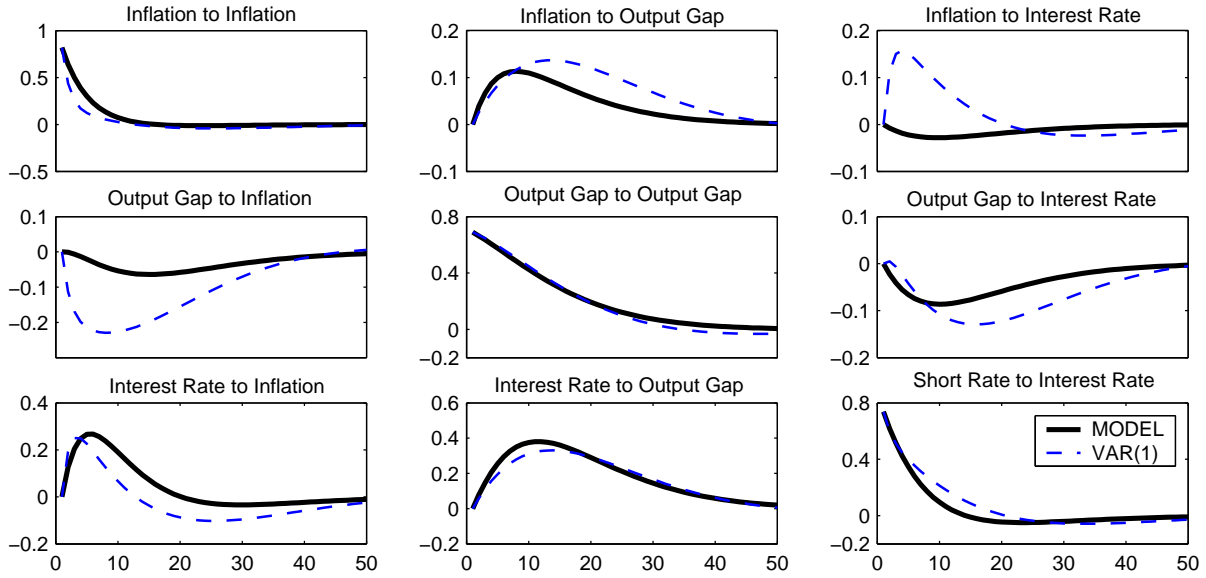 Inflation to Inflation
1
0.5
0
−0.5
Inflation to Output Gap
0.2
0.1
0
−0.1
Inflation to Interest Rate
0.2
0.1
0
−0.1
Output Gap to Inflation
0.1
0
−0.1
−0.2
Output Gap to Output Gap
0.8
0.4
0
−0.2
Output Gap to Interest Rate
0.1
0
−0.1
−0.2
Interest Rate to Inflation
0.4
0.2
0
−0.2
0 10 20 30 40 50
Interest Rate to Output Gap
0.6
0.4
0.2
0
−0.2
0 10 20 30 40 50
Short Rate to Interest Rate
0.8
0.4
0
−0.2
0 10 20 30 40 50
MODEL
VAR(1)